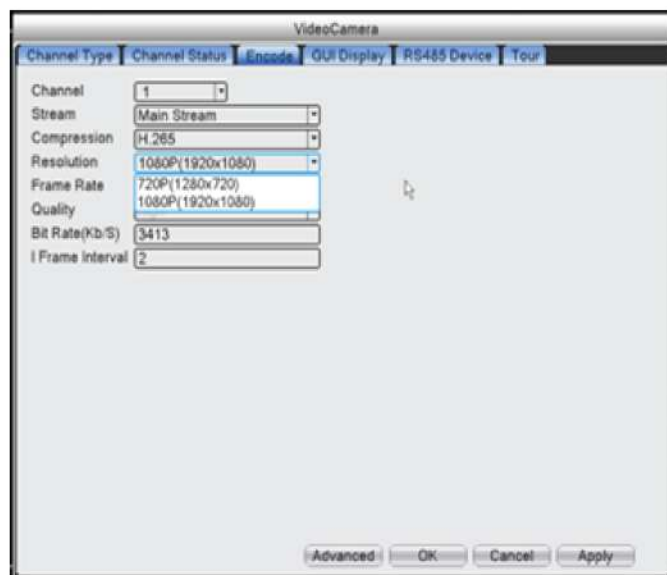 VideoCamera
Channel Type Channel Status Encode GUI Display RS485 Device Tour
Channel 1
Stream Main Stream
Compression H.265
Resolution 1080P(1920x1080)
Frame Rate 720P(1280x720)
1080P(1920x1080)
Quality
Bit Rate(Kb/S) 3413
I Frame Interval 2
Advanced OK Cancel Apply